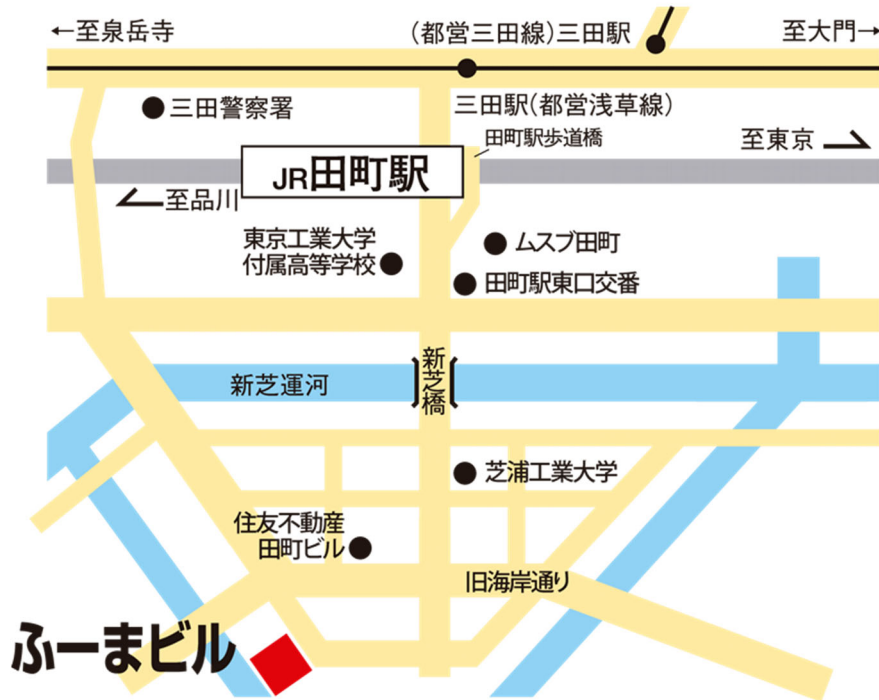 ←至泉岳寺
(都営三田線)三田駅
至大門→
三田警察署
三田駅(都営浅草線)
田町駅歩道橋
至東京
JR田町駅
至品川
東京工業大学
付属高等学校
ムスブ田町
田町駅東口交番
新芝橋
新芝運河
芝浦工業大学
住友不動産
田町ビル
旧海岸通り
ふーまビル